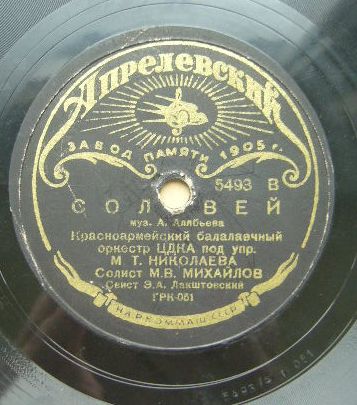 Апрелевский
ЗАВОД ПАМЯТИ 1905 г.
5493 В
СОЛОВЕЙ
муз. А. Алябьева
Красноармейский балалаечный
оркестр ЦДКА под упр.
М Т. НИКОЛАЕВА
Солист М.В. МИХАЙЛОВ
Свист Э.А. Лакштовский
ГРК-061
НАРКОММАШ СССР